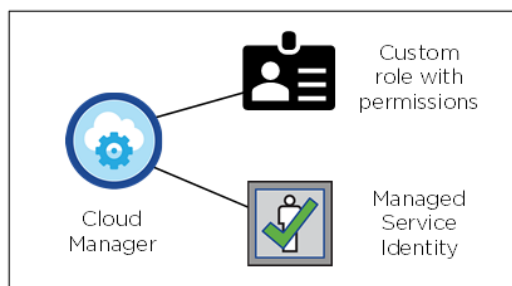 Custom
role with
permissions
Cloud
Manager
Managed
Service
Identity